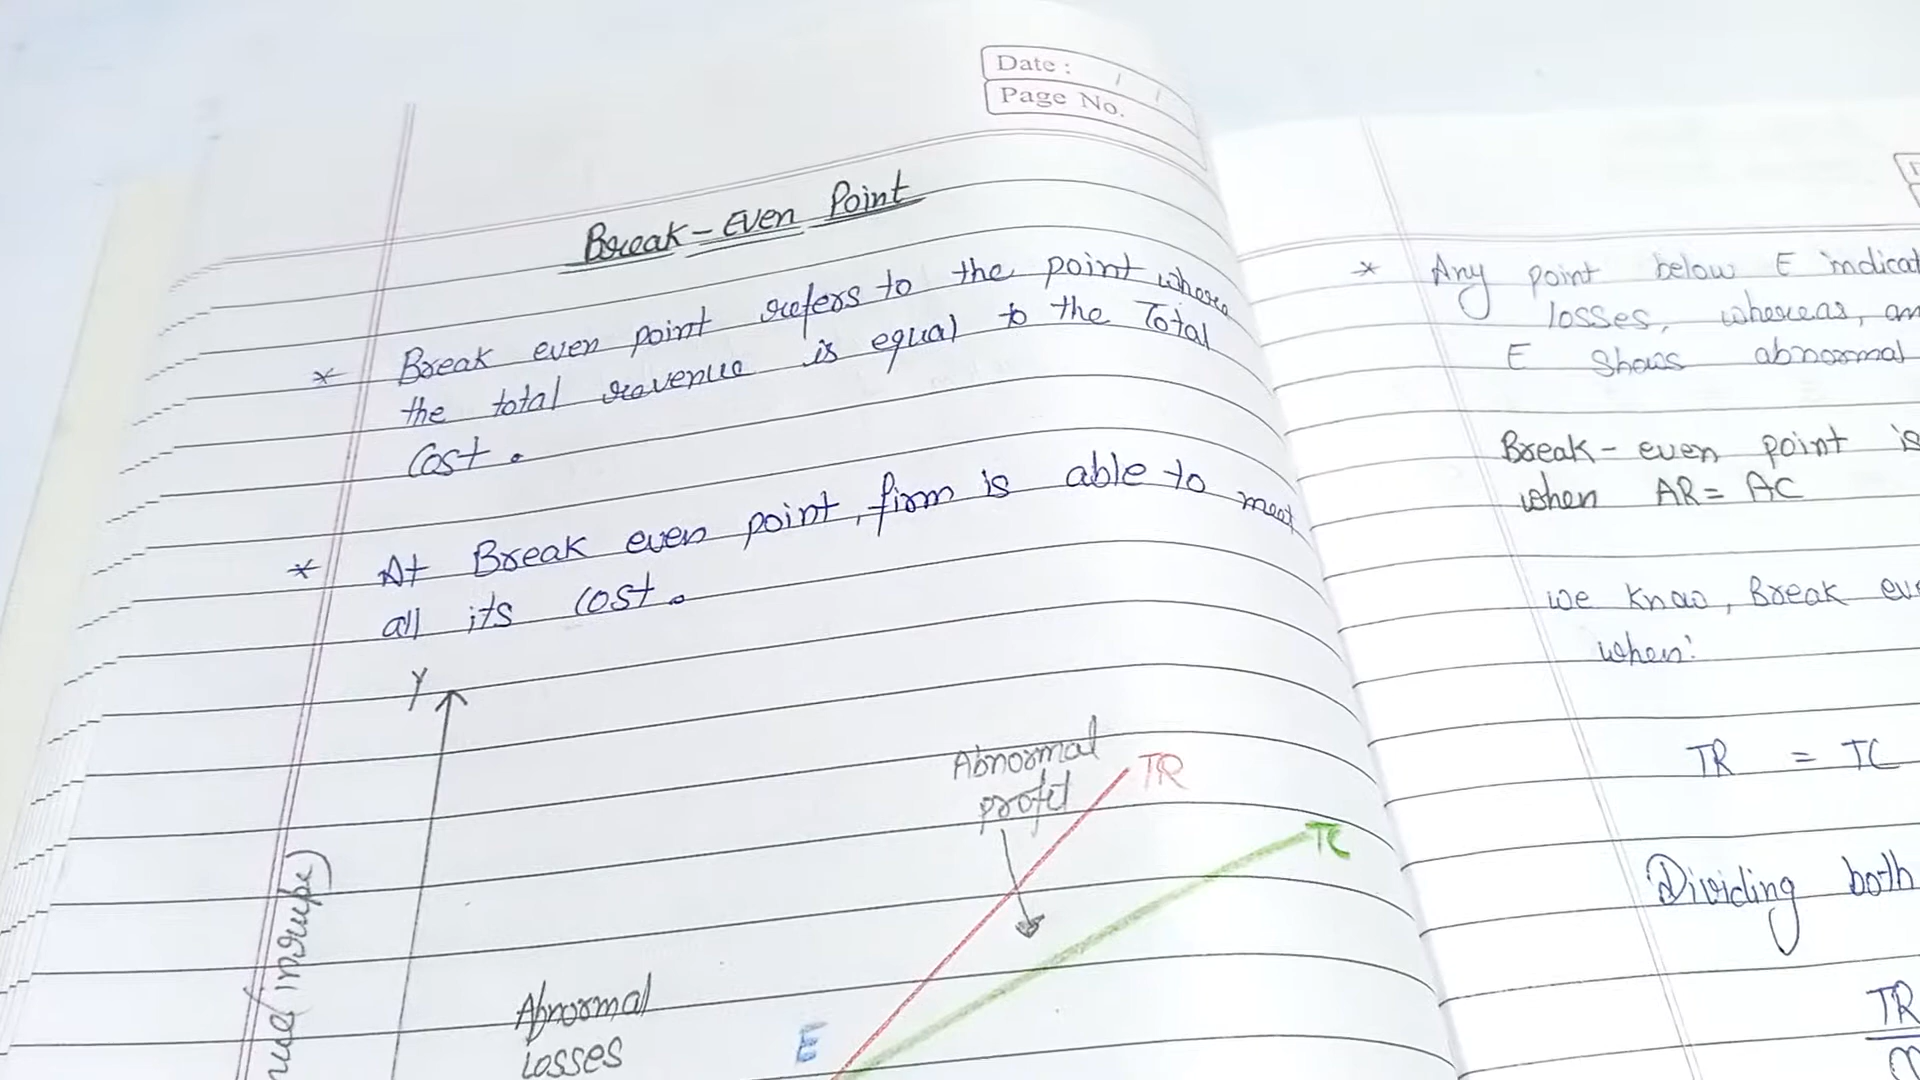 Date : / /
Page No.
Break-Even Point
* Break even point refers to the point where
the total revenue is equal to the Total
Cost.
* At Break even point, firm is able to meet
all its cost.
Y
Abnormal
profit
TR
TC
Abnormal
losses
E
(in rupee)
* Any point below E indicat
losses, whereas, an
E shows abnormal
Break-even point is
when AR = AC
we know, Break eve
when:
TR = TC
Dividing both
TR